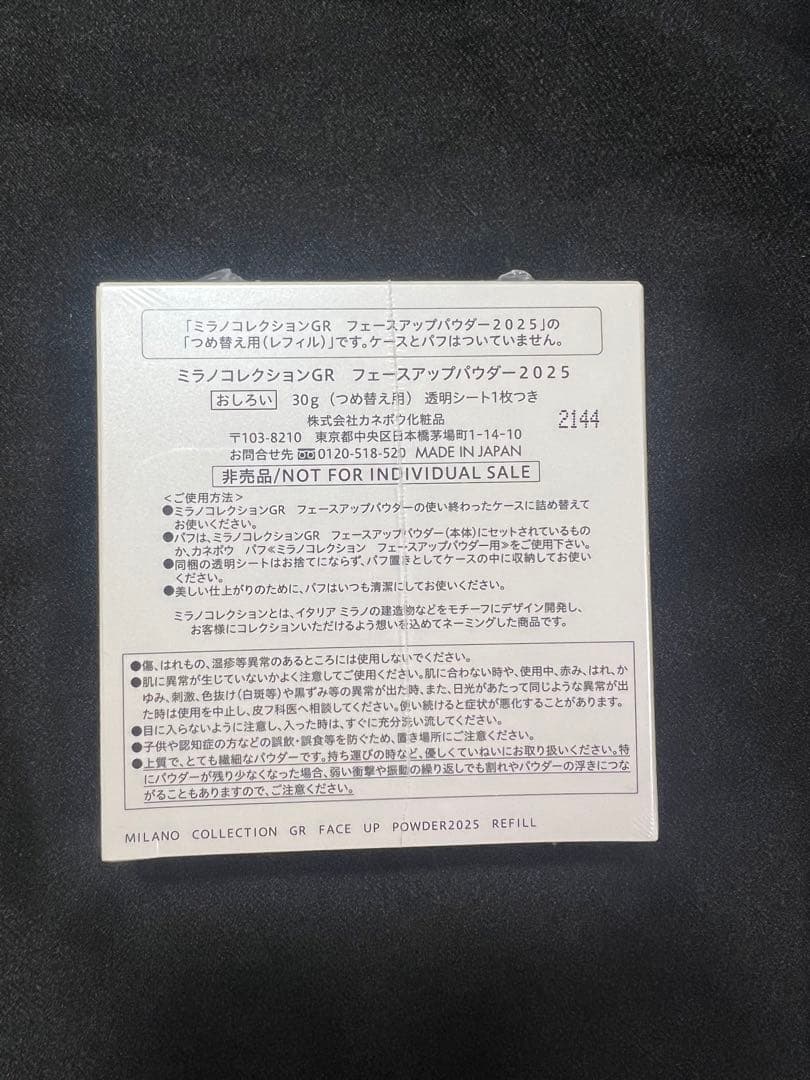 「ミラノコレクションGR フェースアップパウダー2025」の
「つめ替え用(レフィル)」です。ケースとパフはついていません。
ミラノコレクションGR フェースアップパウダー2025
おしろい 30g (つめ替え用) 透明シート1枚つき
株式会社カネボウ化粧品
2144
〒103-8210 東京都中央区日本橋茅場町1-14-10
お問合せ先 0120-518-520 MADE IN JAPAN
非売品/NOT FOR INDIVIDUAL SALE
<ご使用方法>
●ミラノコレクションGR フェースアップパウダーの使い終わったケースに詰め替えて
お使いください。
●パフは、ミラノコレクションGR フェースアップパウダー(本体)にセットされているもの
か、カネボウ パフ≪ミラノコレクション フェースアップパウダー用≫をご使用下さい。
●同梱の透明シートはお捨てにならず、パフ置きとしてケースの中に収納してお使い
ください。
●美しい仕上がりのために、パフはいつも清潔にしてお使いください。
ミラノコレクションとは、イタリア ミラノの建造物などをモチーフにデザイン開発し、
お客様にコレクションいただけるよう想いを込めてネーミングした商品です。
●傷、はれもの、湿疹等異常のあるところには使用しないでください。
●肌に異常が生じていないかよく注意してご使用ください。肌に合わない時や、使用中、赤み、はれ、か
ゆみ、刺激、色抜け(白斑等)や黒ずみ等の異常が出た時、また、日光があたって同じような異常が出
た時は使用を中止し、皮フ科医へ相談してください。使い続けると症状が悪化することがあります。
●目に入らないように注意し、入った時は、すぐに充分洗い流してください。
●子供や認知症の方などの誤飲・誤食等を防ぐため、置き場所にご注意ください。
●上質で、とても繊細なパウダーです。持ち運びの時など、優しくていねいにお取り扱いください。特
にパウダーが残り少なくなった場合、弱い衝撃や振動の繰り返しでも割れやパウダーの浮きにつな
がることもありますので、ご注意ください。
MILANO COLLECTION GR FACE UP POWDER2025 REFILL